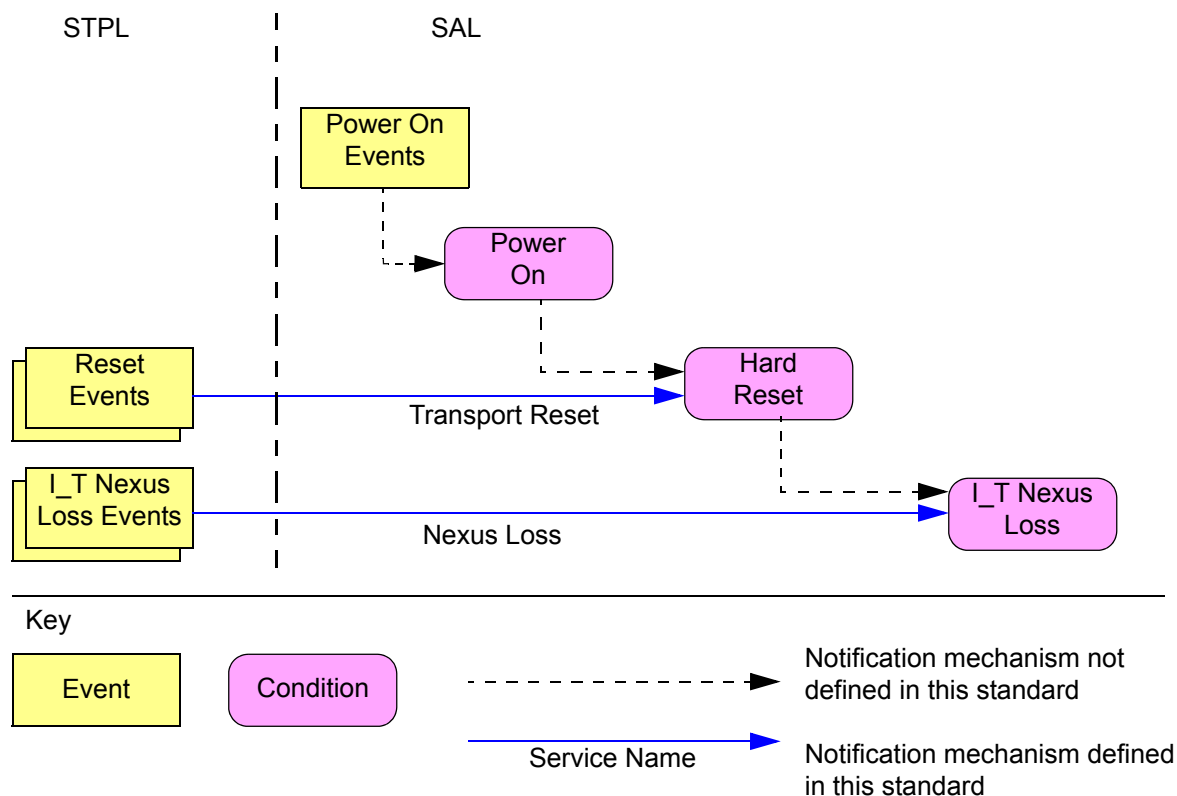 STPL
SAL
Power On
Events
Power
On
Reset
Events
Hard
Reset
Transport Reset
I_T Nexus
Loss Events
I_T Nexus
Loss
Nexus Loss
Key
Event
Condition
Notification mechanism not
defined in this standard
Service Name
Notification mechanism defined
in this standard